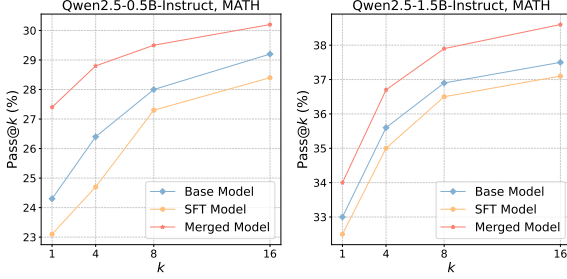 Qwen2.5-0.5B-Instruct, MATH
Pass@k (%)
30
29
28
27
26
25
24
23
1 4 8 16
k
Base Model
SFT Model
Merged Model
Qwen2.5-1.5B-Instruct, MATH
Pass@k (%)
38
37
36
35
34
33
1 4 8 16
k
Base Model
SFT Model
Merged Model